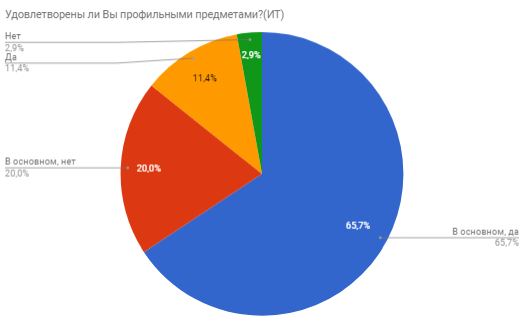 Удовлетворены ли Вы профильными предметами?(ИТ)
Нет
2,9%
Да
11,4%
2,9%
11,4%
В основном, нет
20,0%
20,0%
65,7%
В основном, да
65,7%